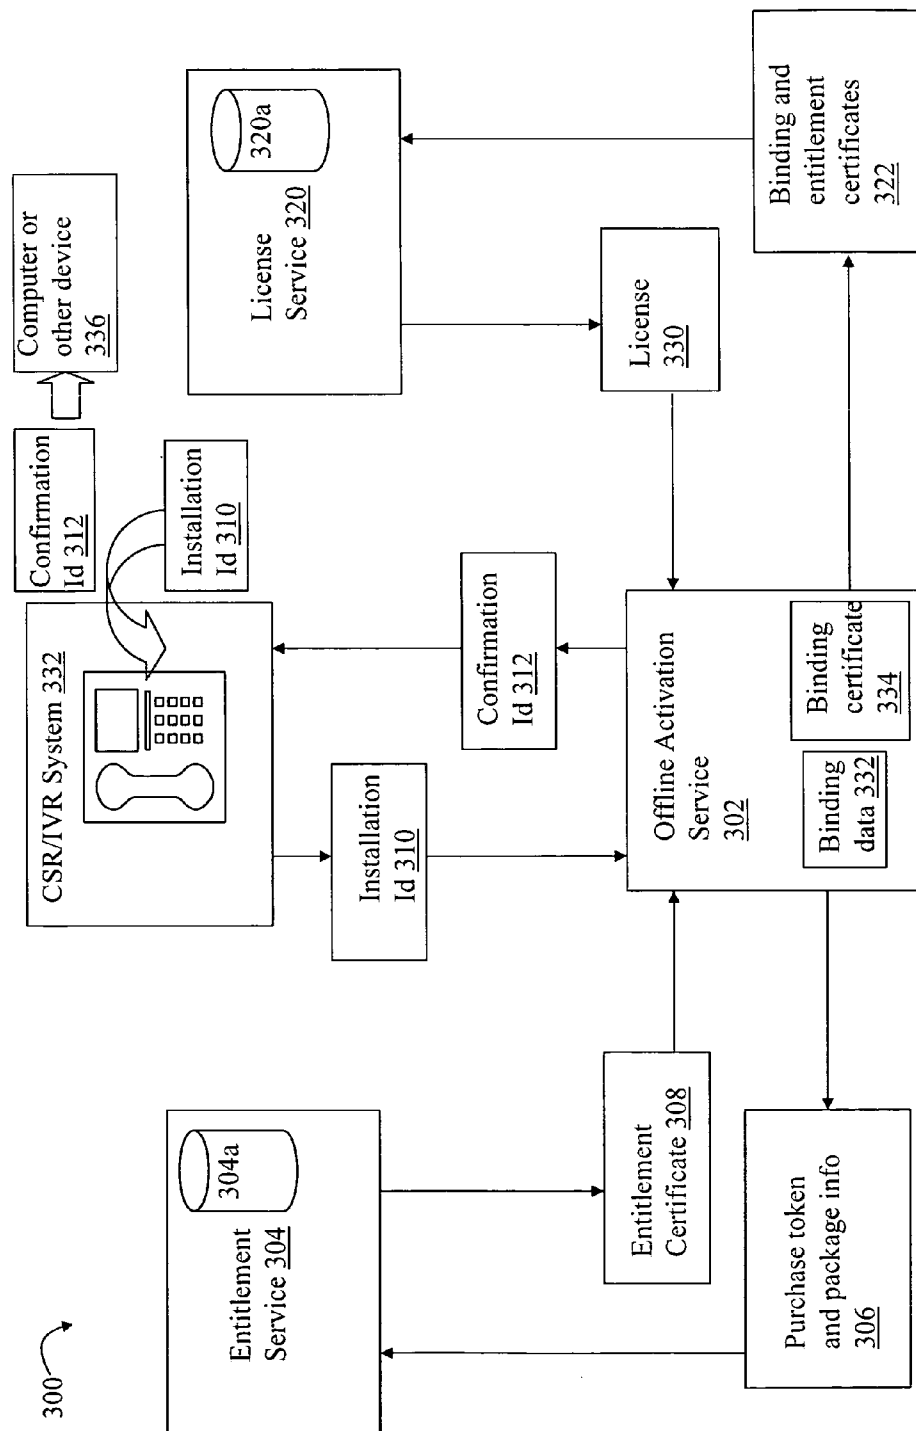 300
Entitlement
Service 304
304a
Purchase token
and package info
306
Entitlement
Certificate 308
CSR/IVR System 332
Installation
Id 310
Confirmation
Id 312
Confirmation
Id 312
Installation
Id 310
Computer or
other device
336
Offline Activation
Service
302
Binding
data 332
Binding
certificate
334
License
Service 320
320a
License
330
Binding and
entitlement
certificates
322